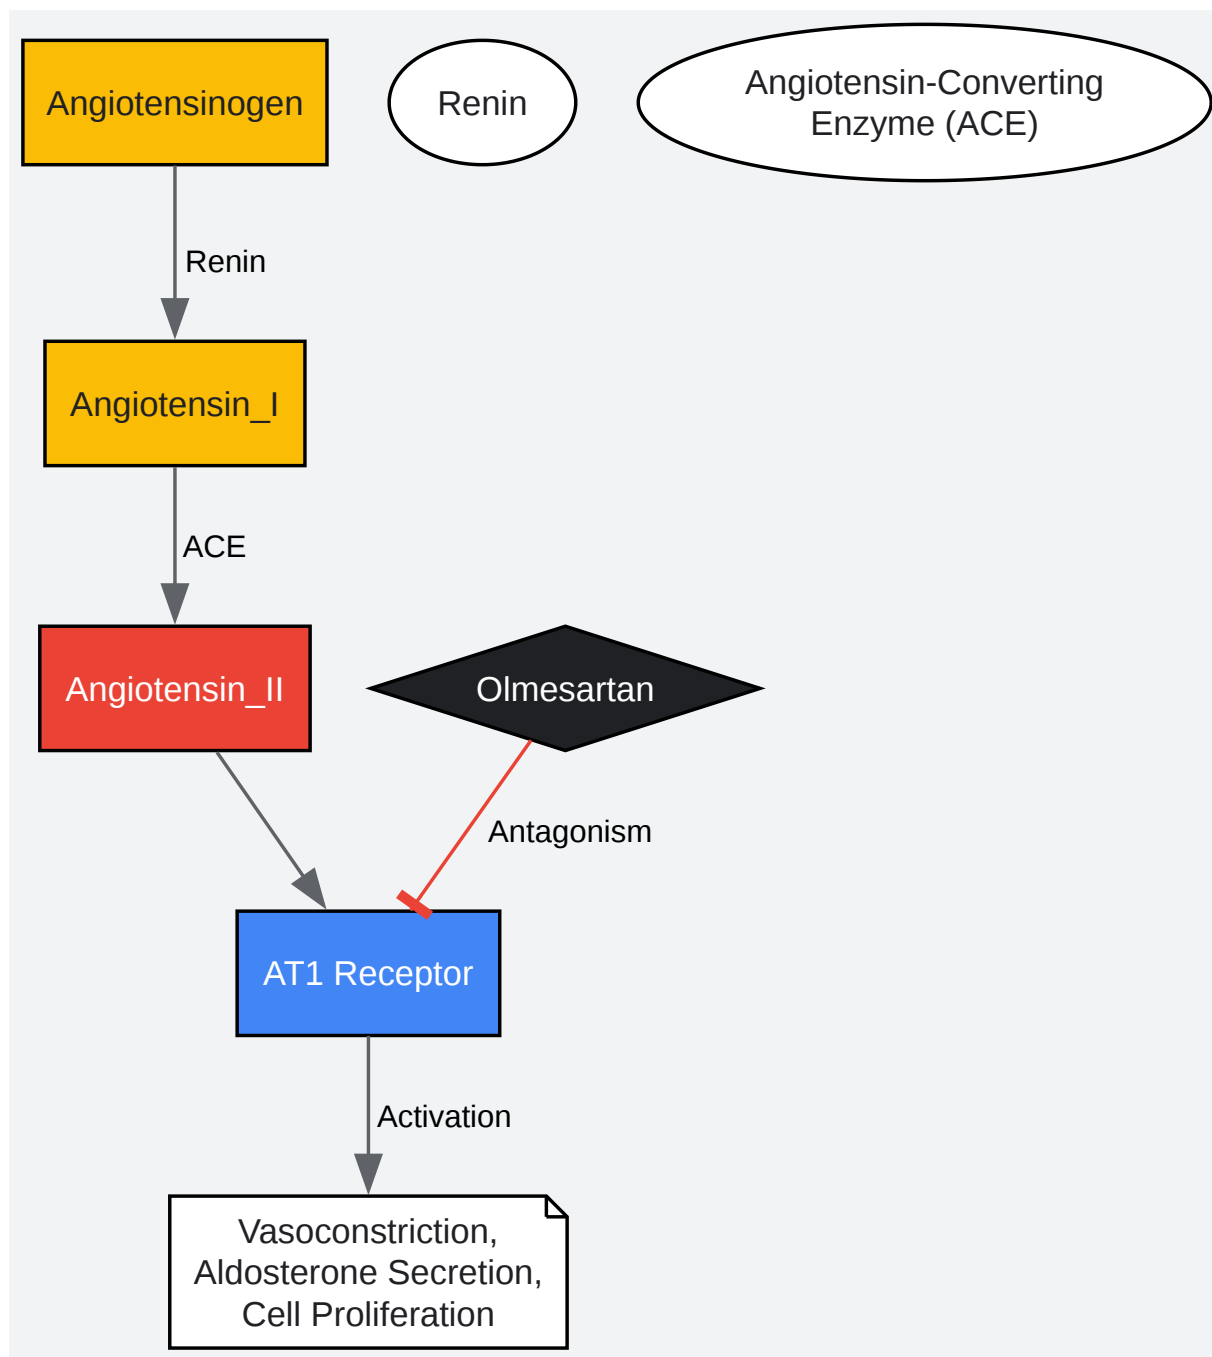 Angiotensinogen
Renin
Angiotensin-Converting
Enzyme (ACE)
Renin
Angiotensin_I
ACE
Angiotensin_II
Olmesartan
Antagonism
AT1 Receptor
Activation
Vasoconstriction,
Aldosterone Secretion,
Cell Proliferation